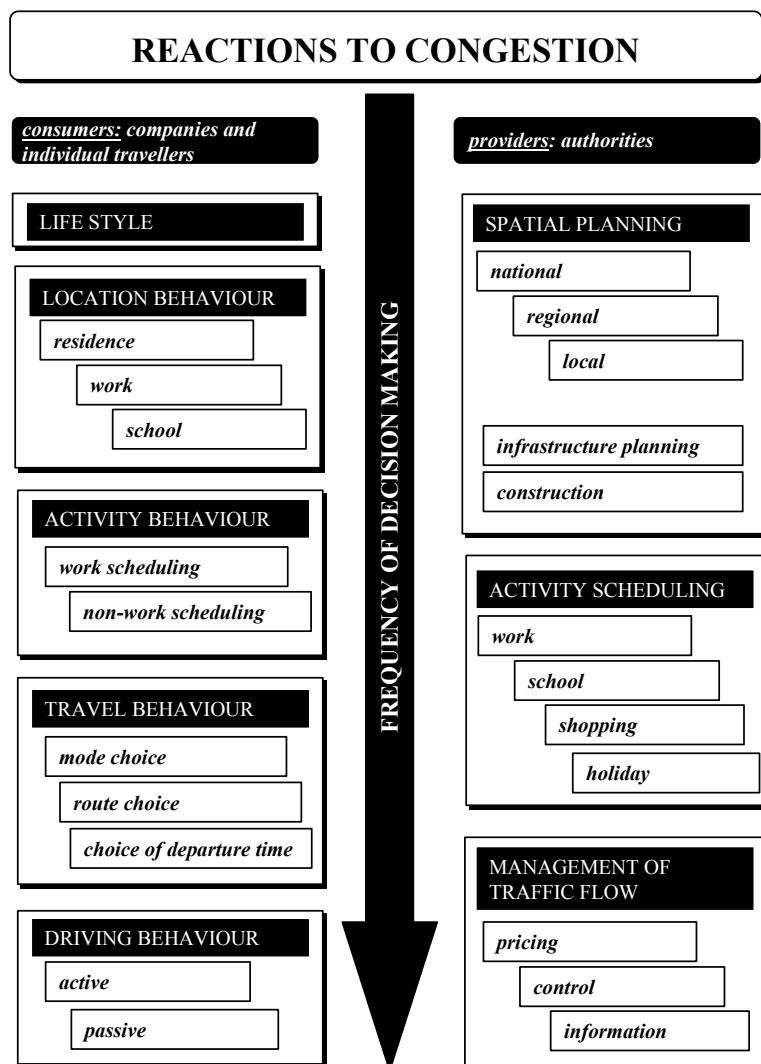 REACTIONS TO CONGESTION
consumers: companies and
individual travellers
LIFE STYLE
LOCATION BEHAVIOUR
residence
work
school
ACTIVITY BEHAVIOUR
work scheduling
non-work scheduling
TRAVEL BEHAVIOUR
mode choice
route choice
choice of departure time
DRIVING BEHAVIOUR
active
passive
FREQUENCY OF DECISION MAKING
providers: authorities
SPATIAL PLANNING
national
regional
local
infrastructure planning
construction
ACTIVITY SCHEDULING
work
school
shopping
holiday
MANAGEMENT OF
TRAFFIC FLOW
pricing
control
information